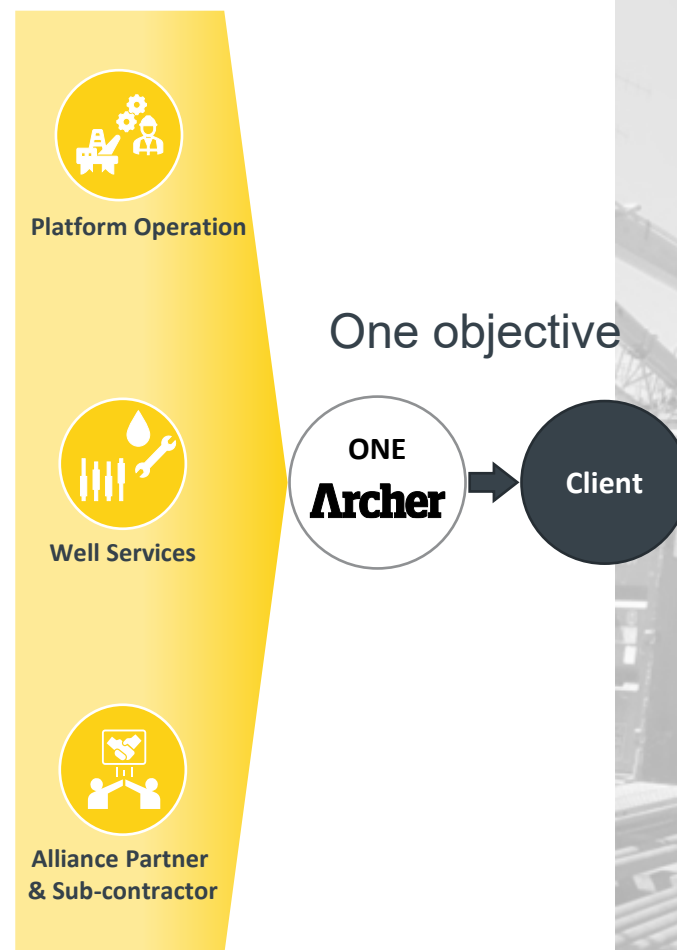 Platform Operation
One objective
ONE
Archer
Client
Well Services
Alliance Partner
& Sub-contractor